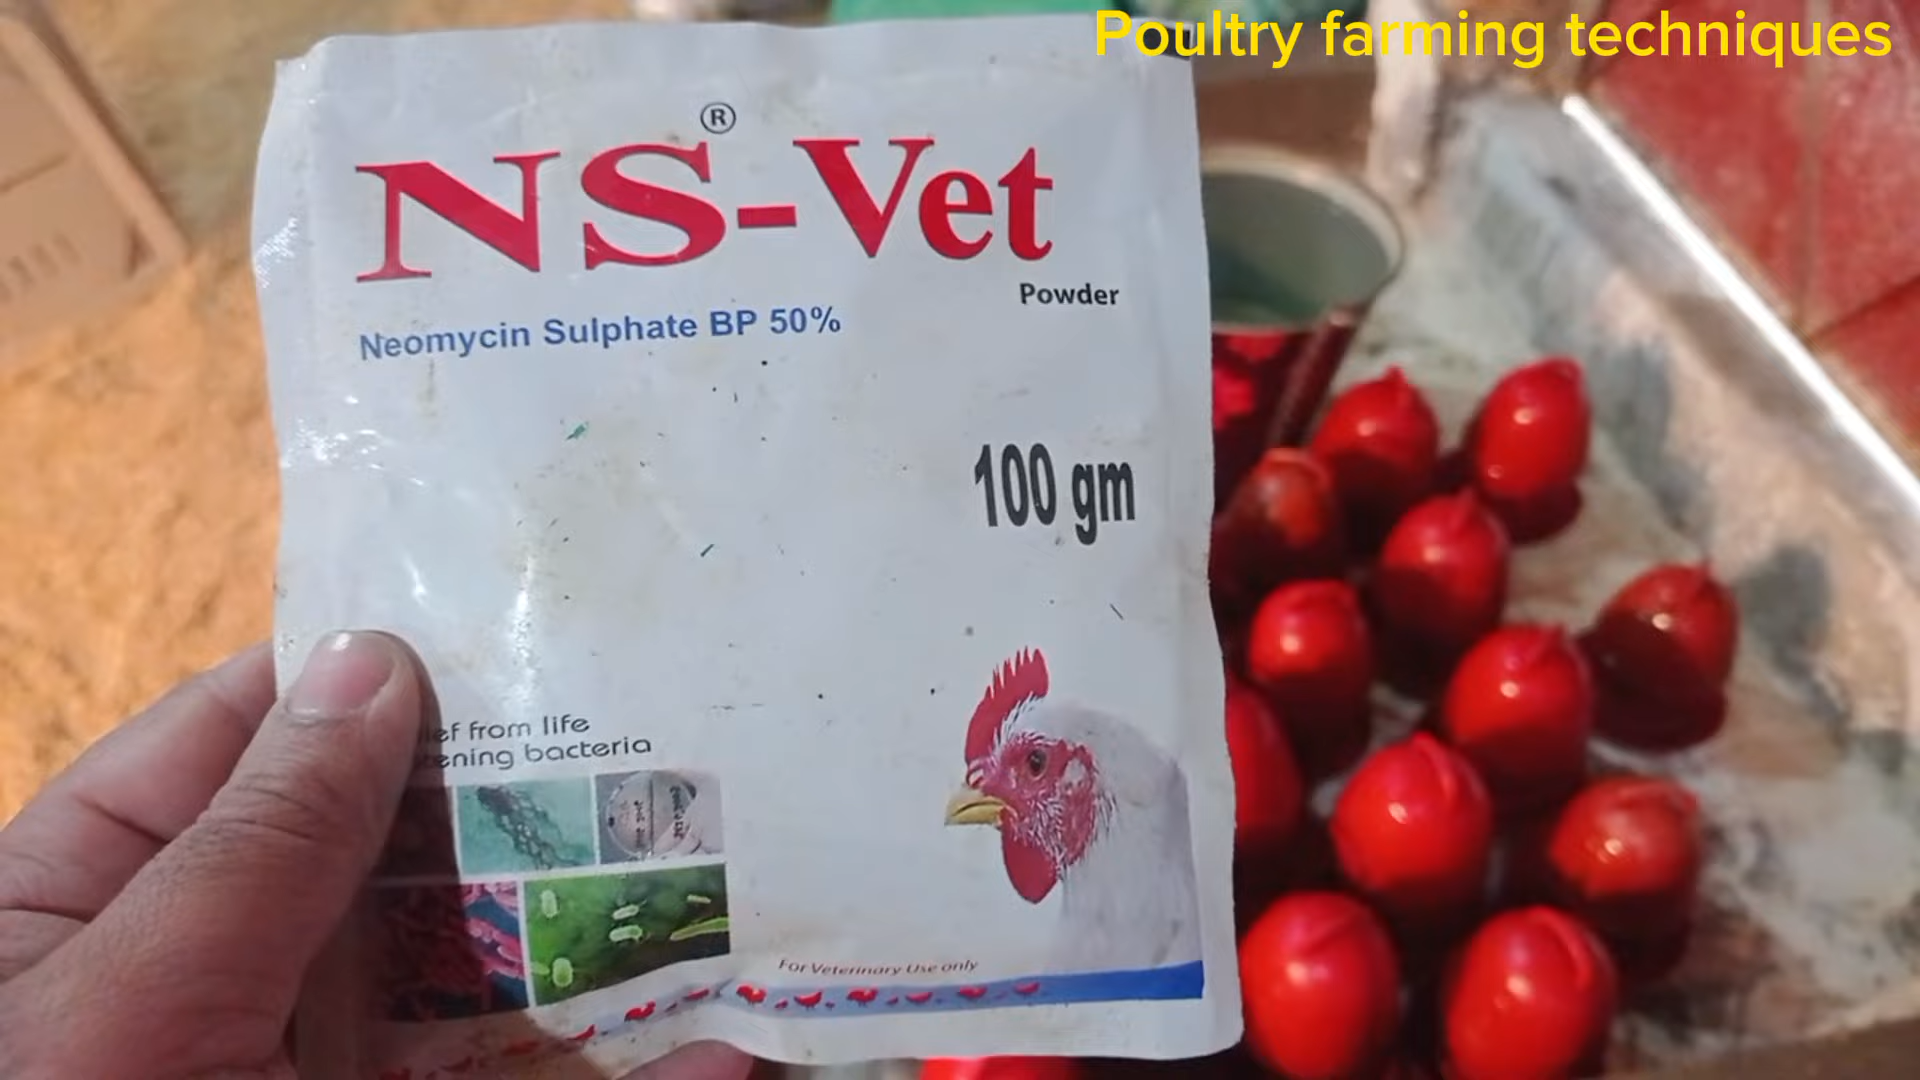 Poultry farming techniques
NS-Vet®
Powder
Neomycin Sulphate BP 50%
100 gm
from life
bacteria
For Veterinary Use only